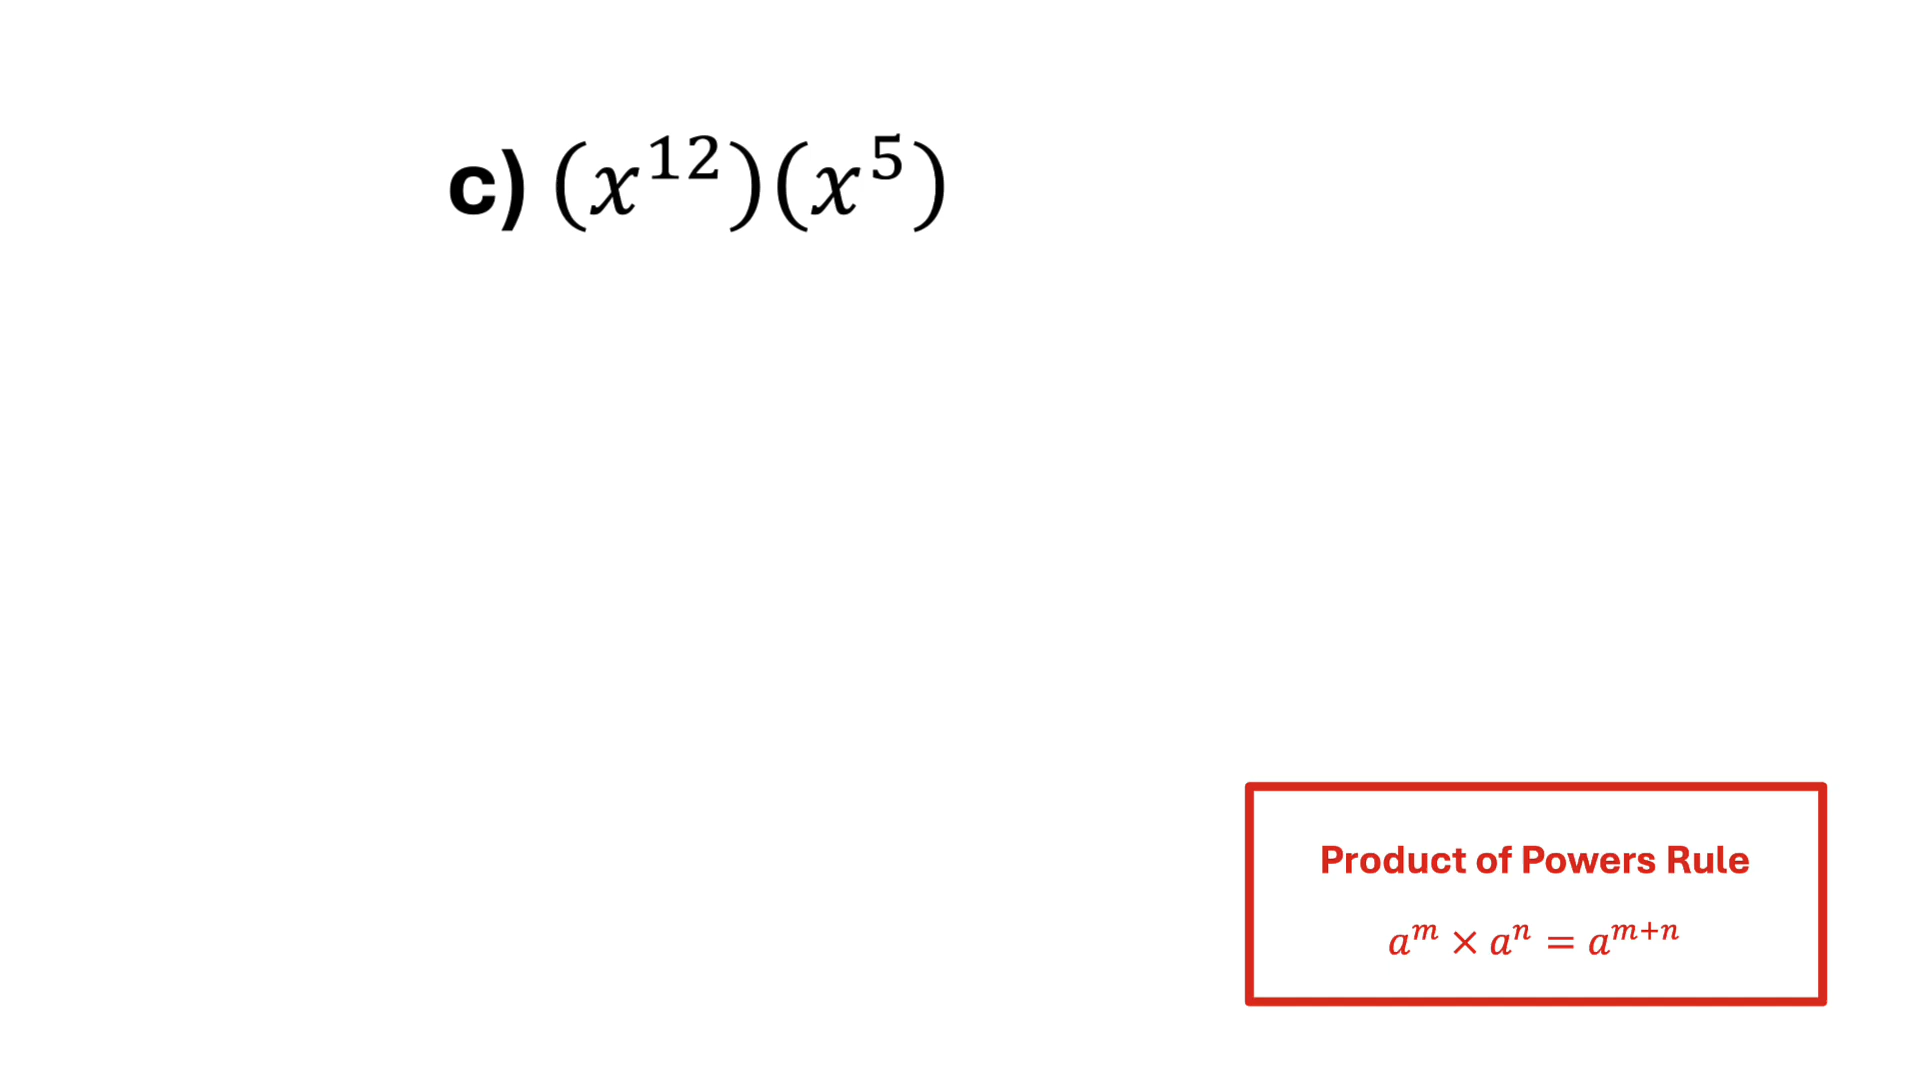 c) (x¹²)(x⁵)
Product of Powers Rule
aᵐ × aⁿ = aᵐ⁺ⁿ